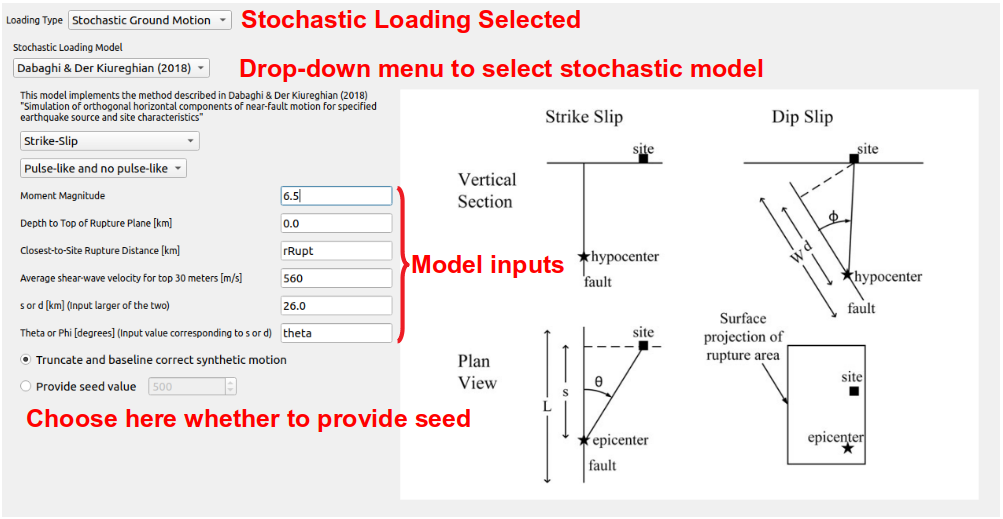 Loading Type Stochastic Ground Motion Stochastic Loading Selected
Stochastic Loading Model
Dabaghi & Der Kiureghian (2018) Drop-down menu to select stochastic model
This model implements the method described in Dabaghi & Der Kiureghian (2018)
"Simulation of orthogonal horizontal components of near-fault motion for specified
earthquake source and site characteristics"
Strike-Slip
Pulse-like and no pulse-like
Moment Magnitude 6.5
Depth to Top of Rupture Plane [km] 0.0
Closest-to-Site Rupture Distance [km] rRupt
Average shear-wave velocity for top 30 meters [m/s] 560
s or d [km] (Input larger of the two) 26.0
Theta or Phi [degrees] (Input value corresponding to s or d) theta
Model inputs
Truncate and baseline correct synthetic motion
Provide seed value 500
Choose here whether to provide seed
Strike Slip Dip Slip
site site
Vertical
Section
ϕ
W d
hypocenter hypocenter
fault fault
Surface
projection of
rupture area
site
Plan
View
θ
s
L
site
epicenter epicenter
fault